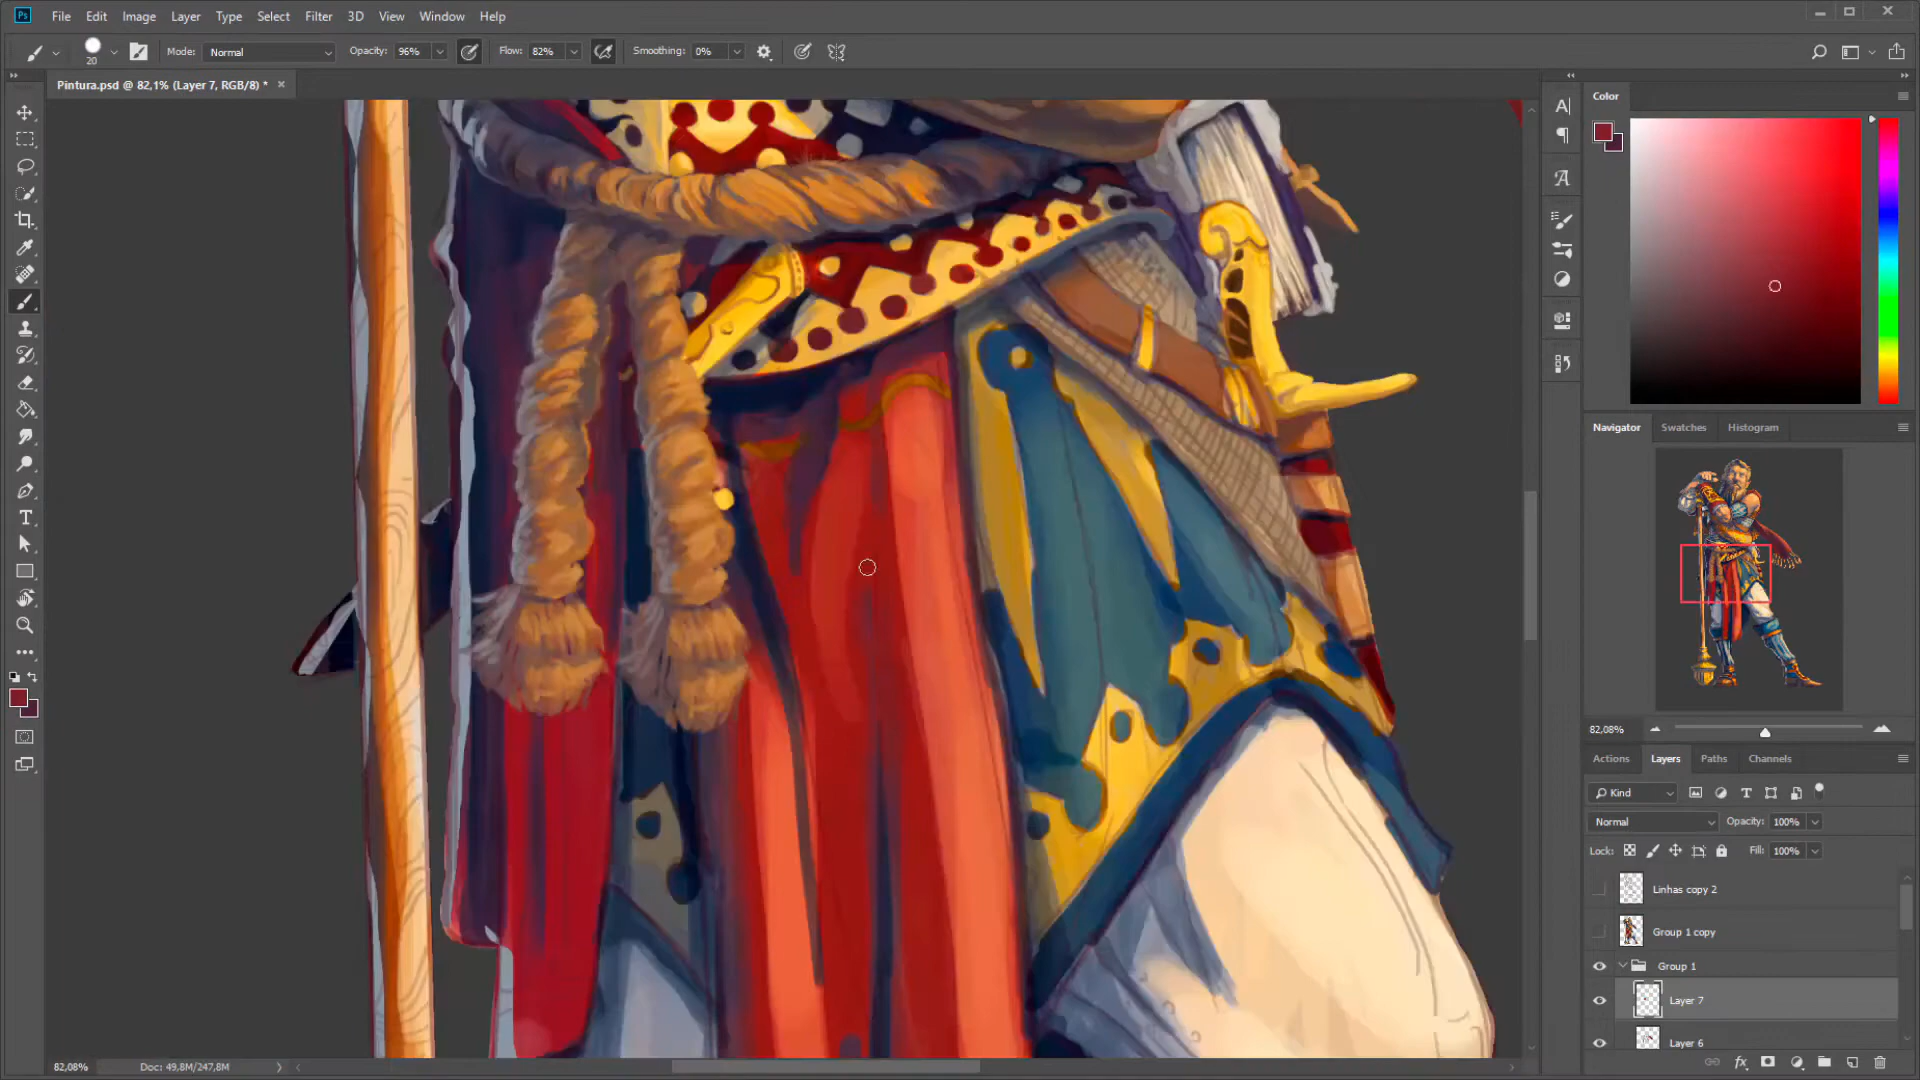 Ps File Edit Image Layer Type Select Filter 3D View Window Help
20 Mode: Normal Opacity: 96% Flow: 82% Smoothing: 0%
Pintura.psd @ 82,1% (Layer 7, RGB/8) * ×
Color
Navigator Swatches Histogram
82,08%
Actions Layers Paths Channels
Kind
Normal Opacity: 100%
Lock: Fill: 100%
Linhas copy 2
Group 1 copy
Group 1
Layer 7
Layer 6
82,08% Doc: 49,8M/247,8M